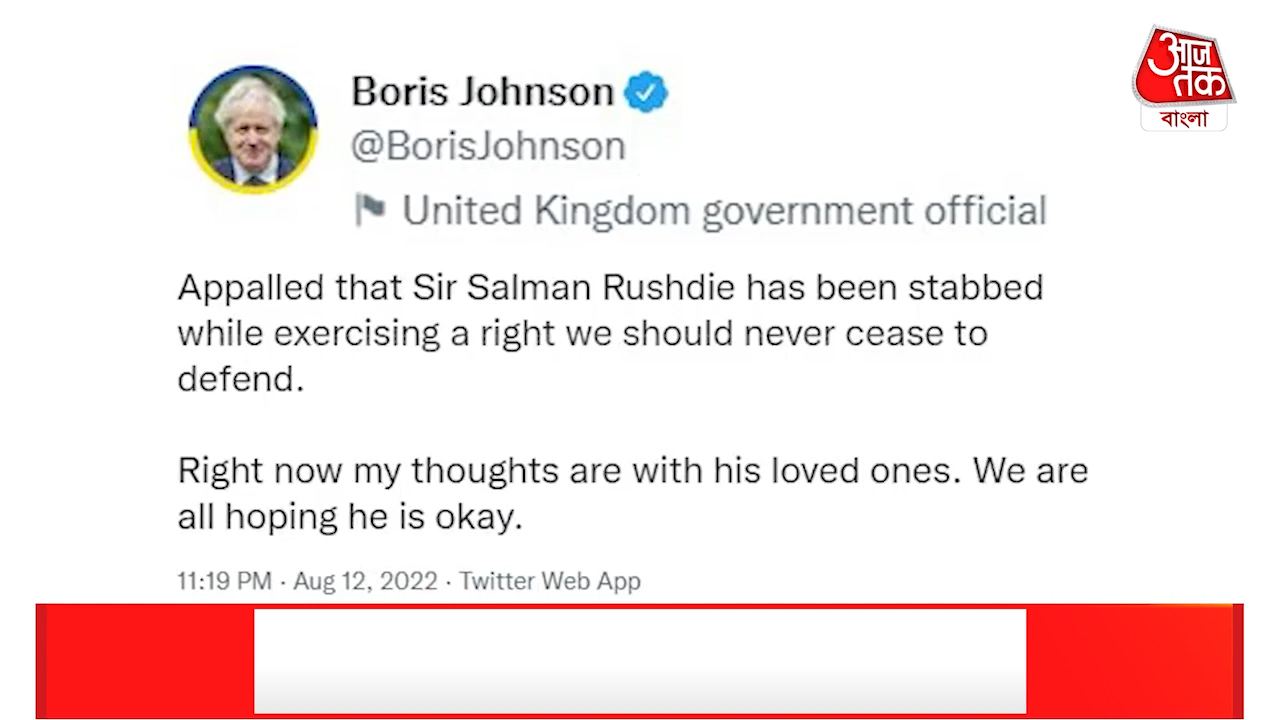 Boris Johnson
@BorisJohnson
United Kingdom government official
Appalled that Sir Salman Rushdie has been stabbed
while exercising a right we should never cease to
defend.
Right now my thoughts are with his loved ones. We are
all hoping he is okay.
11:19 PM · Aug 12, 2022 · Twitter Web App
आज
तक
বাংলা